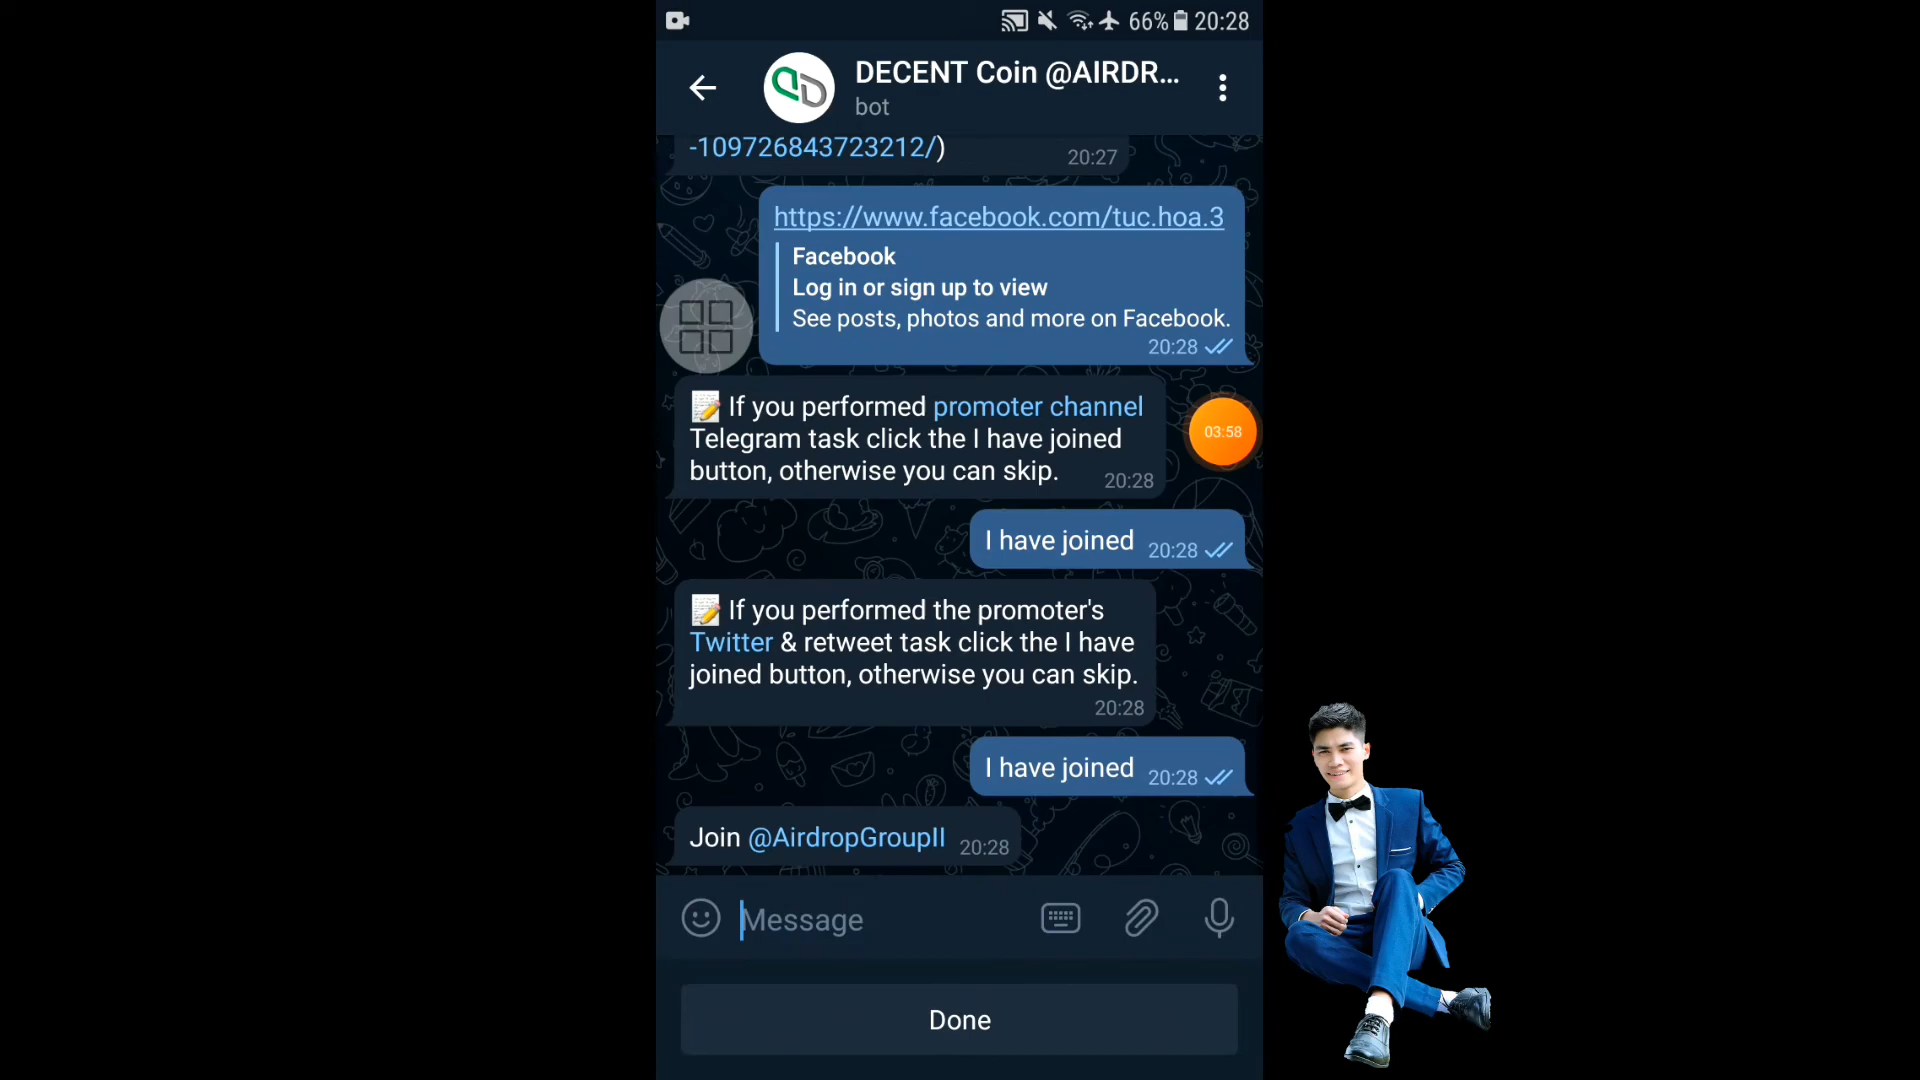 66% 20:28
DECENT Coin @AIRDR...
bot
-109726843723212/)
20:27
https://www.facebook.com/tuc.hoa.3
Facebook
Log in or sign up to view
See posts, photos and more on Facebook.
20:28
If you performed promoter channel
Telegram task click the I have joined
button, otherwise you can skip.
20:28
03:58
I have joined 20:28
If you performed the promoter's
Twitter & retweet task click the I have
joined button, otherwise you can skip.
20:28
I have joined 20:28
Join @AirdropGroupII 20:28
Message
Done